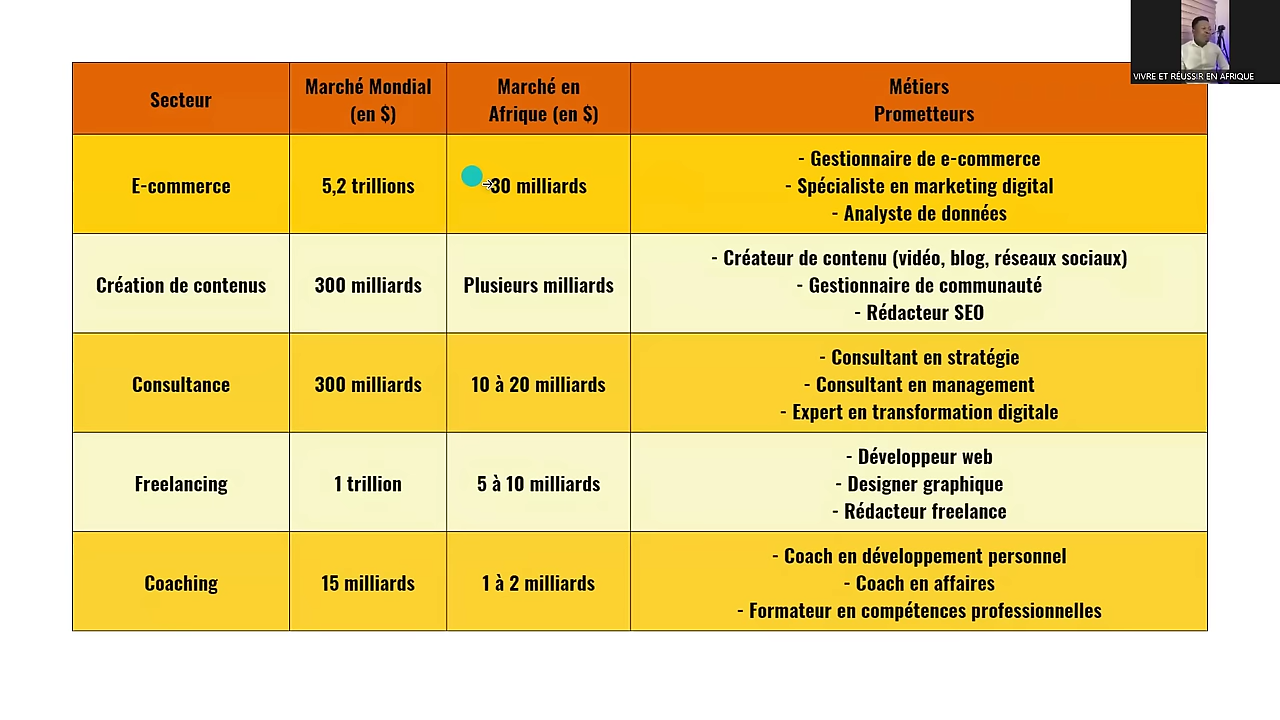 VIVRE ET RÉUSSIR EN AFRIQUE
Secteur
Marché Mondial
(en $)
Marché en
Afrique (en $)
Métiers
Prometteurs
E-commerce
5,2 trillions
30 milliards
- Gestionnaire de e-commerce
- Spécialiste en marketing digital
- Analyste de données
Création de contenus
300 milliards
Plusieurs milliards
- Créateur de contenu (vidéo, blog, réseaux sociaux)
- Gestionnaire de communauté
- Rédacteur SEO
Consultance
300 milliards
10 à 20 milliards
- Consultant en stratégie
- Consultant en management
- Expert en transformation digitale
Freelancing
1 trillion
5 à 10 milliards
- Développeur web
- Designer graphique
- Rédacteur freelance
Coaching
15 milliards
1 à 2 milliards
- Coach en développement personnel
- Coach en affaires
- Formateur en compétences professionnelles